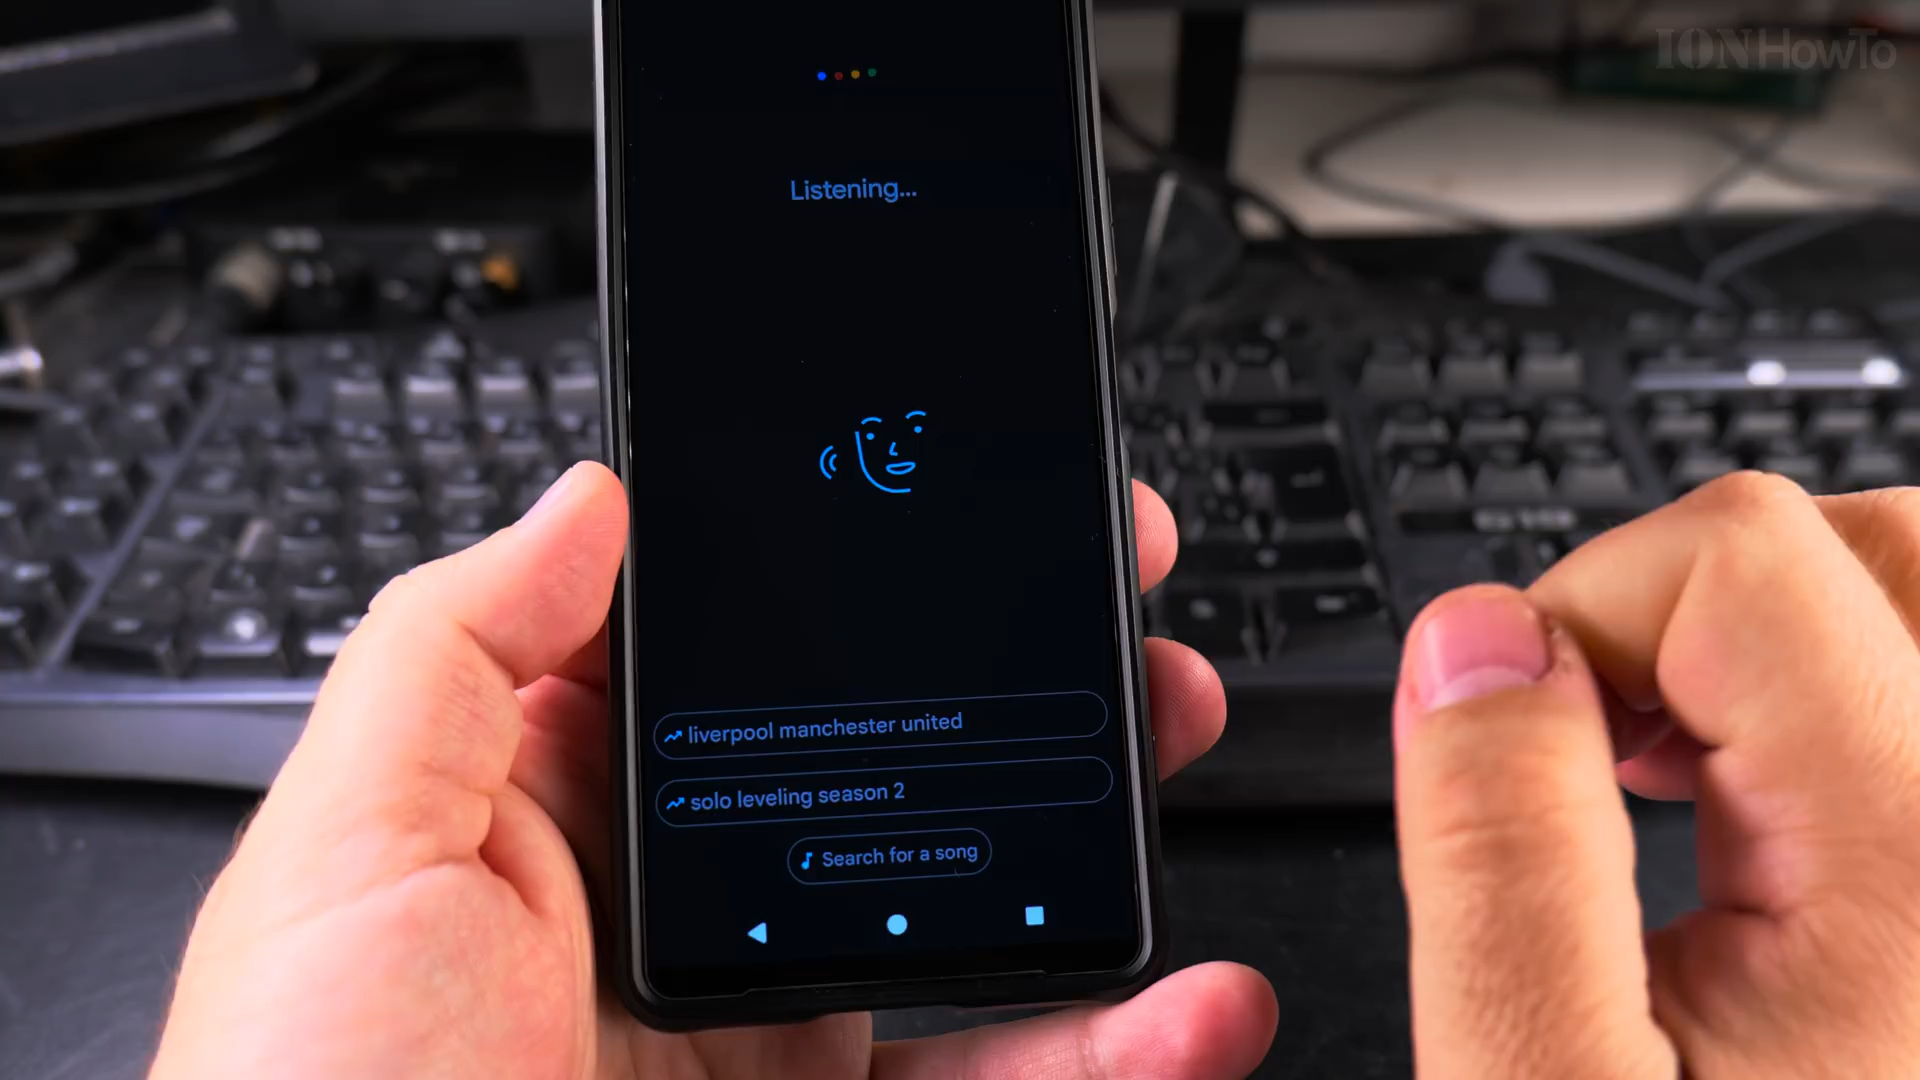 IONHowTo
Listening...
liverpool manchester united
solo leveling season 2
Search for a song